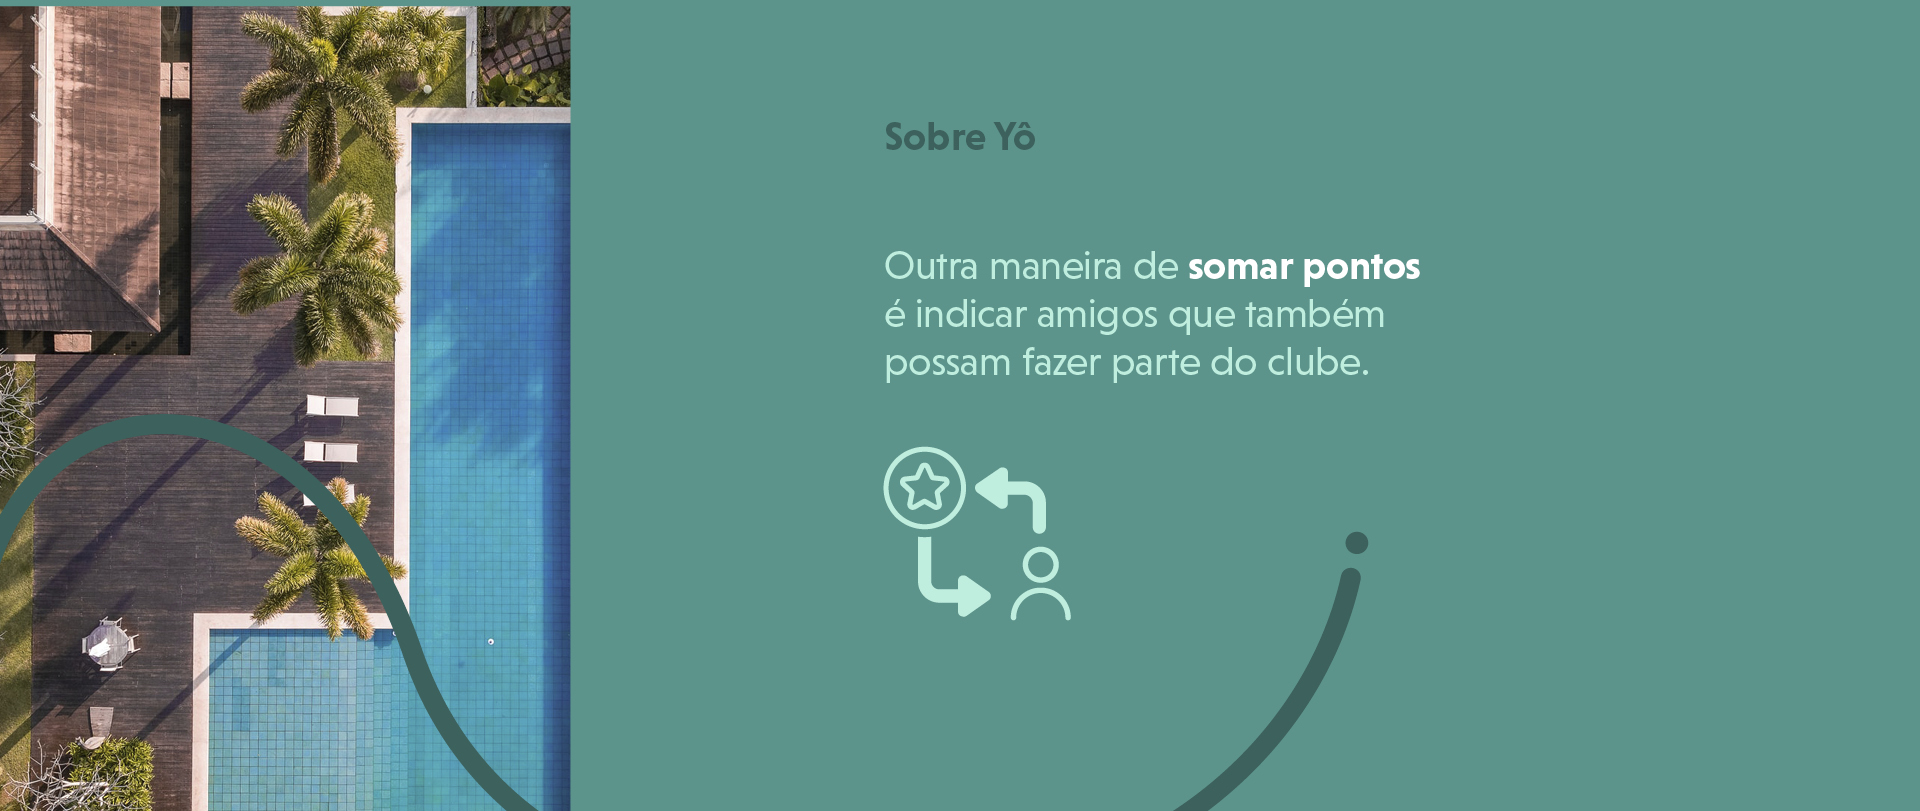 Sobre Yô
Outra maneira de somar pontos
é indicar amigos que também
possam fazer parte do clube.